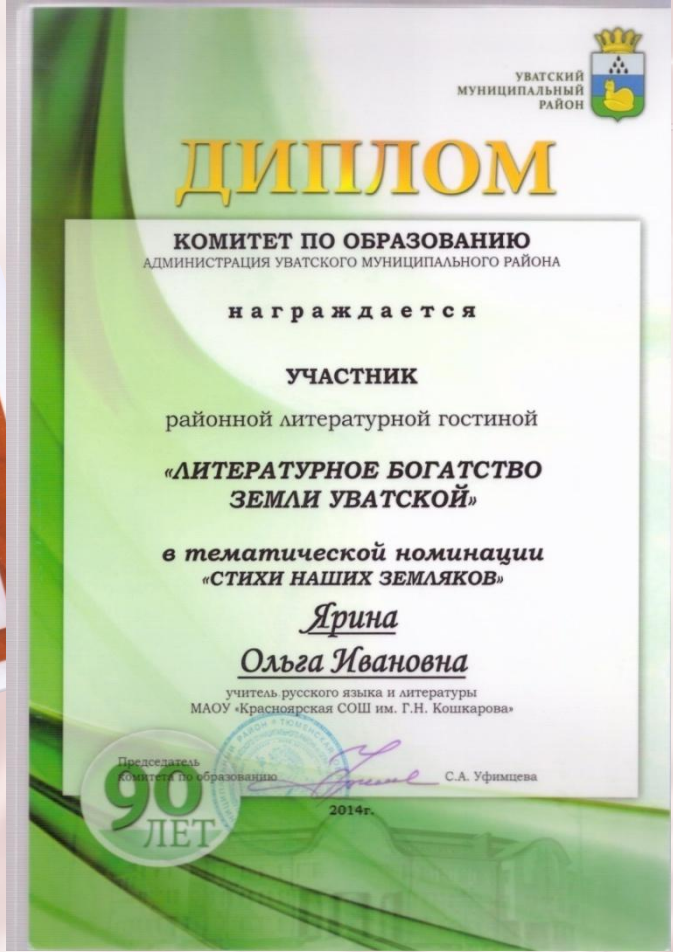 УВАТСКИЙ
МУНИЦИПАЛЬНЫЙ
РАЙОН
ДИПЛОМ
КОМИТЕТ ПО ОБРАЗОВАНИЮ
АДМИНИСТРАЦИЯ УВАТСКОГО МУНИЦИПАЛЬНОГО РАЙОНА
награждается
УЧАСТНИК
районной литературной гостиной
«ЛИТЕРАТУРНОЕ БОГАТСТВО
ЗЕМЛИ УВАТСКОЙ»
в тематической номинации
«СТИХИ НАШИХ ЗЕМЛЯКОВ»
Ярина
Ольга Ивановна
учитель русского языка и литературы
МАОУ «Красноярская СОШ им. Г.Н. Кошкарова»
Председатель
комитета по образованию
С.А. Уфимцева
90
ЛЕТ
2014г.